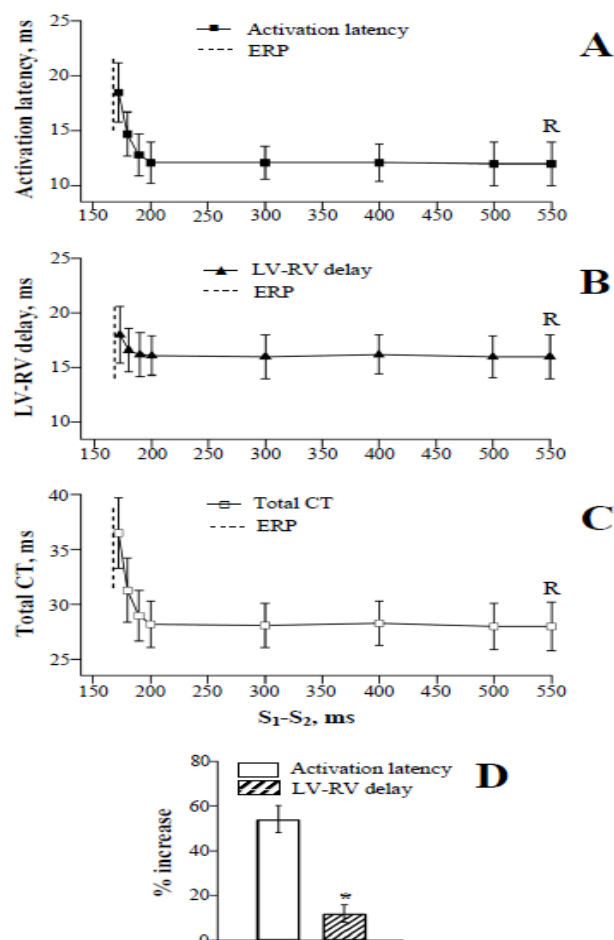 Activation latency
ERP
A
Activation latency, ms
25
20
15
10
R
150 200 250 300 350 400 450 500 550
LV-RV delay
ERP
B
LV-RV delay, ms
25
20
15
10
R
150 200 250 300 350 400 450 500 550
Total CT
ERP
C
Total CT, ms
40
35
30
25
R
150 200 250 300 350 400 450 500 550
S₁-S₂, ms
Activation latency
LV-RV delay
D
% increase
80
60
40
20
0
*